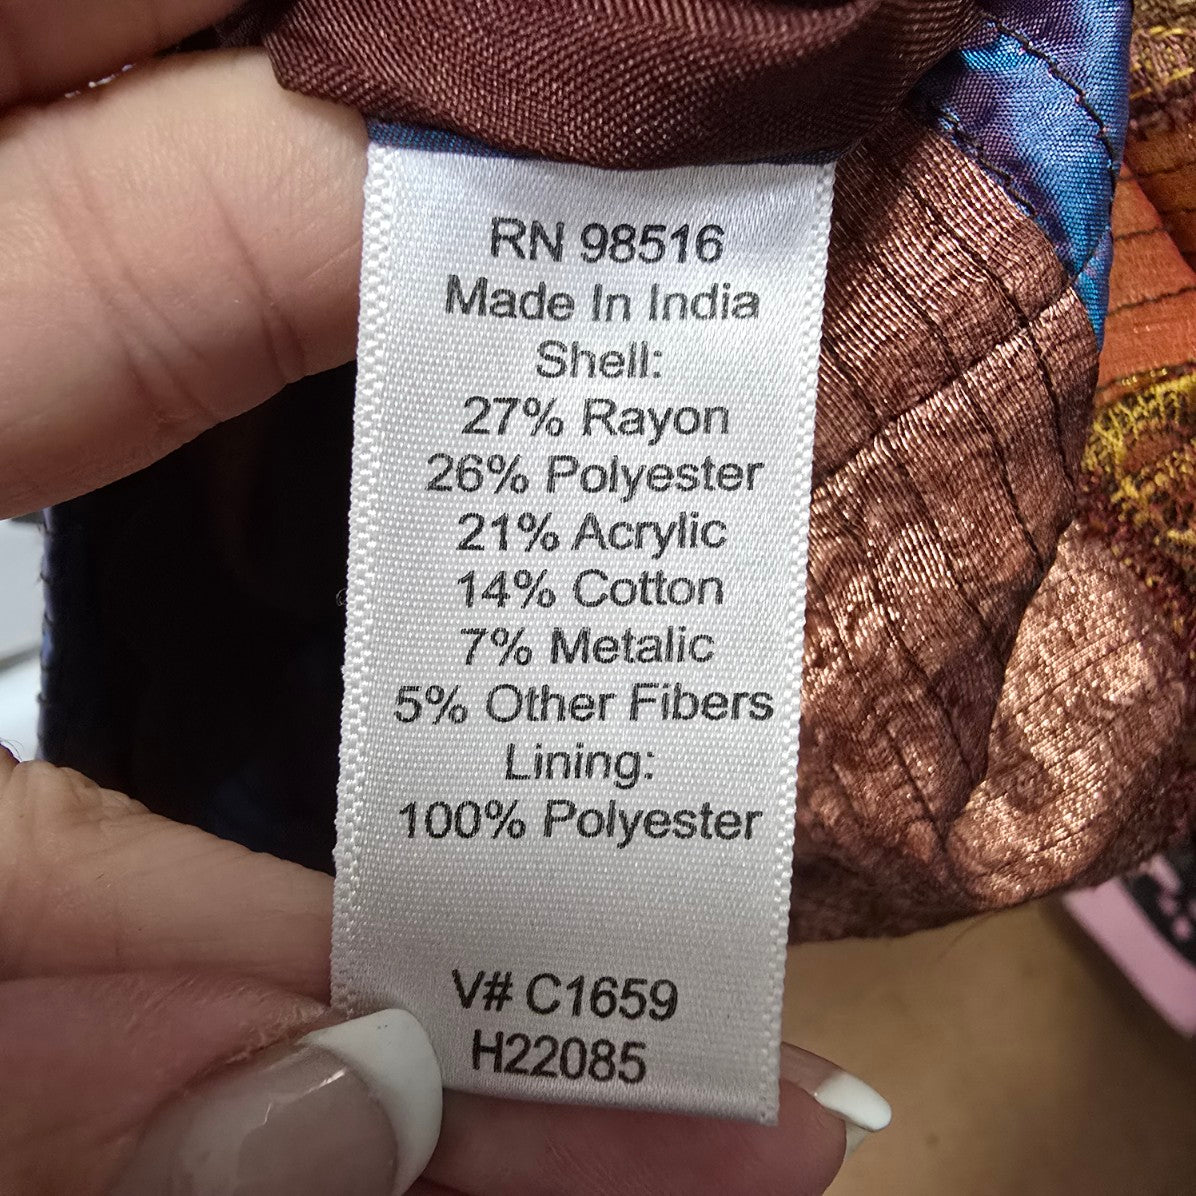 RN 98516
Made In India
Shell:
27% Rayon
26% Polyester
21% Acrylic
14% Cotton
7% Metalic
5% Other Fibers
Lining:
100% Polyester
V# C1659
H22085